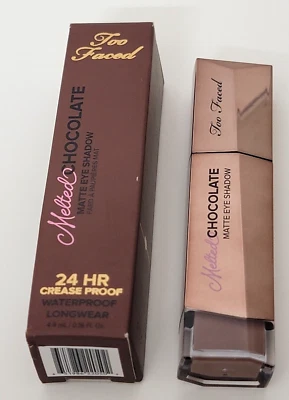 Too
Faced
Melted
CHOCOLATE
MATTE EYE SHADOW
24 HR
CREASE PROOF
WATERPROOF
LONGWEAR
Too Faced
Melted
CHOCOLATE
MATTE EYE SHADOW